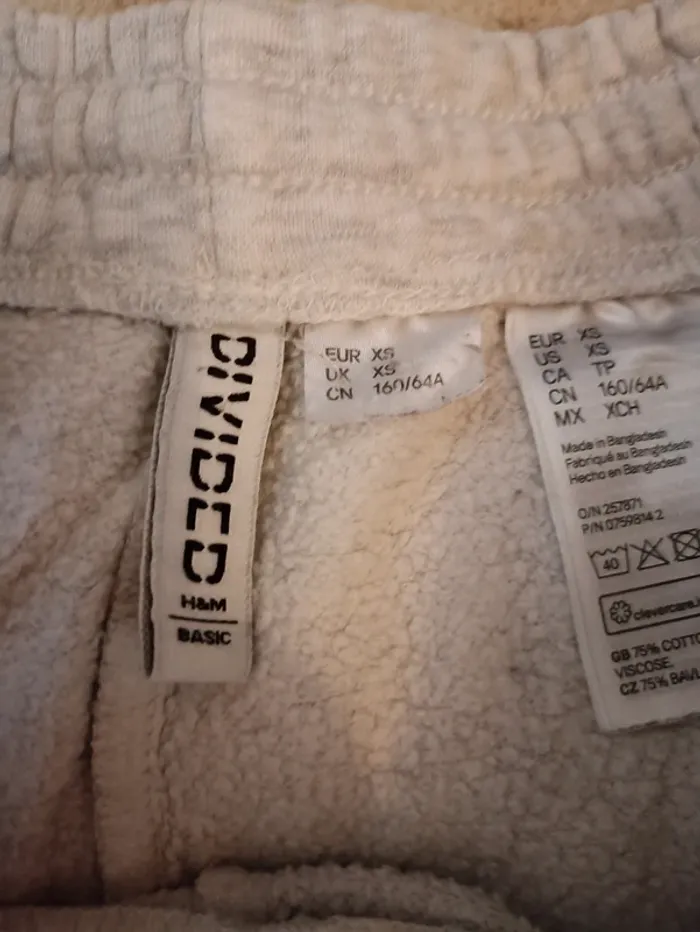 DIVIDED
H&M
BASIC
EUR XS
UK XS
CN 160/64A
EUR XS
US XS
CA TP
CN 160/64A
MX XCH
Made in Bangladesh
Fabriqué au Bangladesh
Hecho en Bangladesh
O/N 257871
P/N 0759814 2
40
clevercare.
GB 75% COTTO
VISCOSE.
CZ 75% BAVL